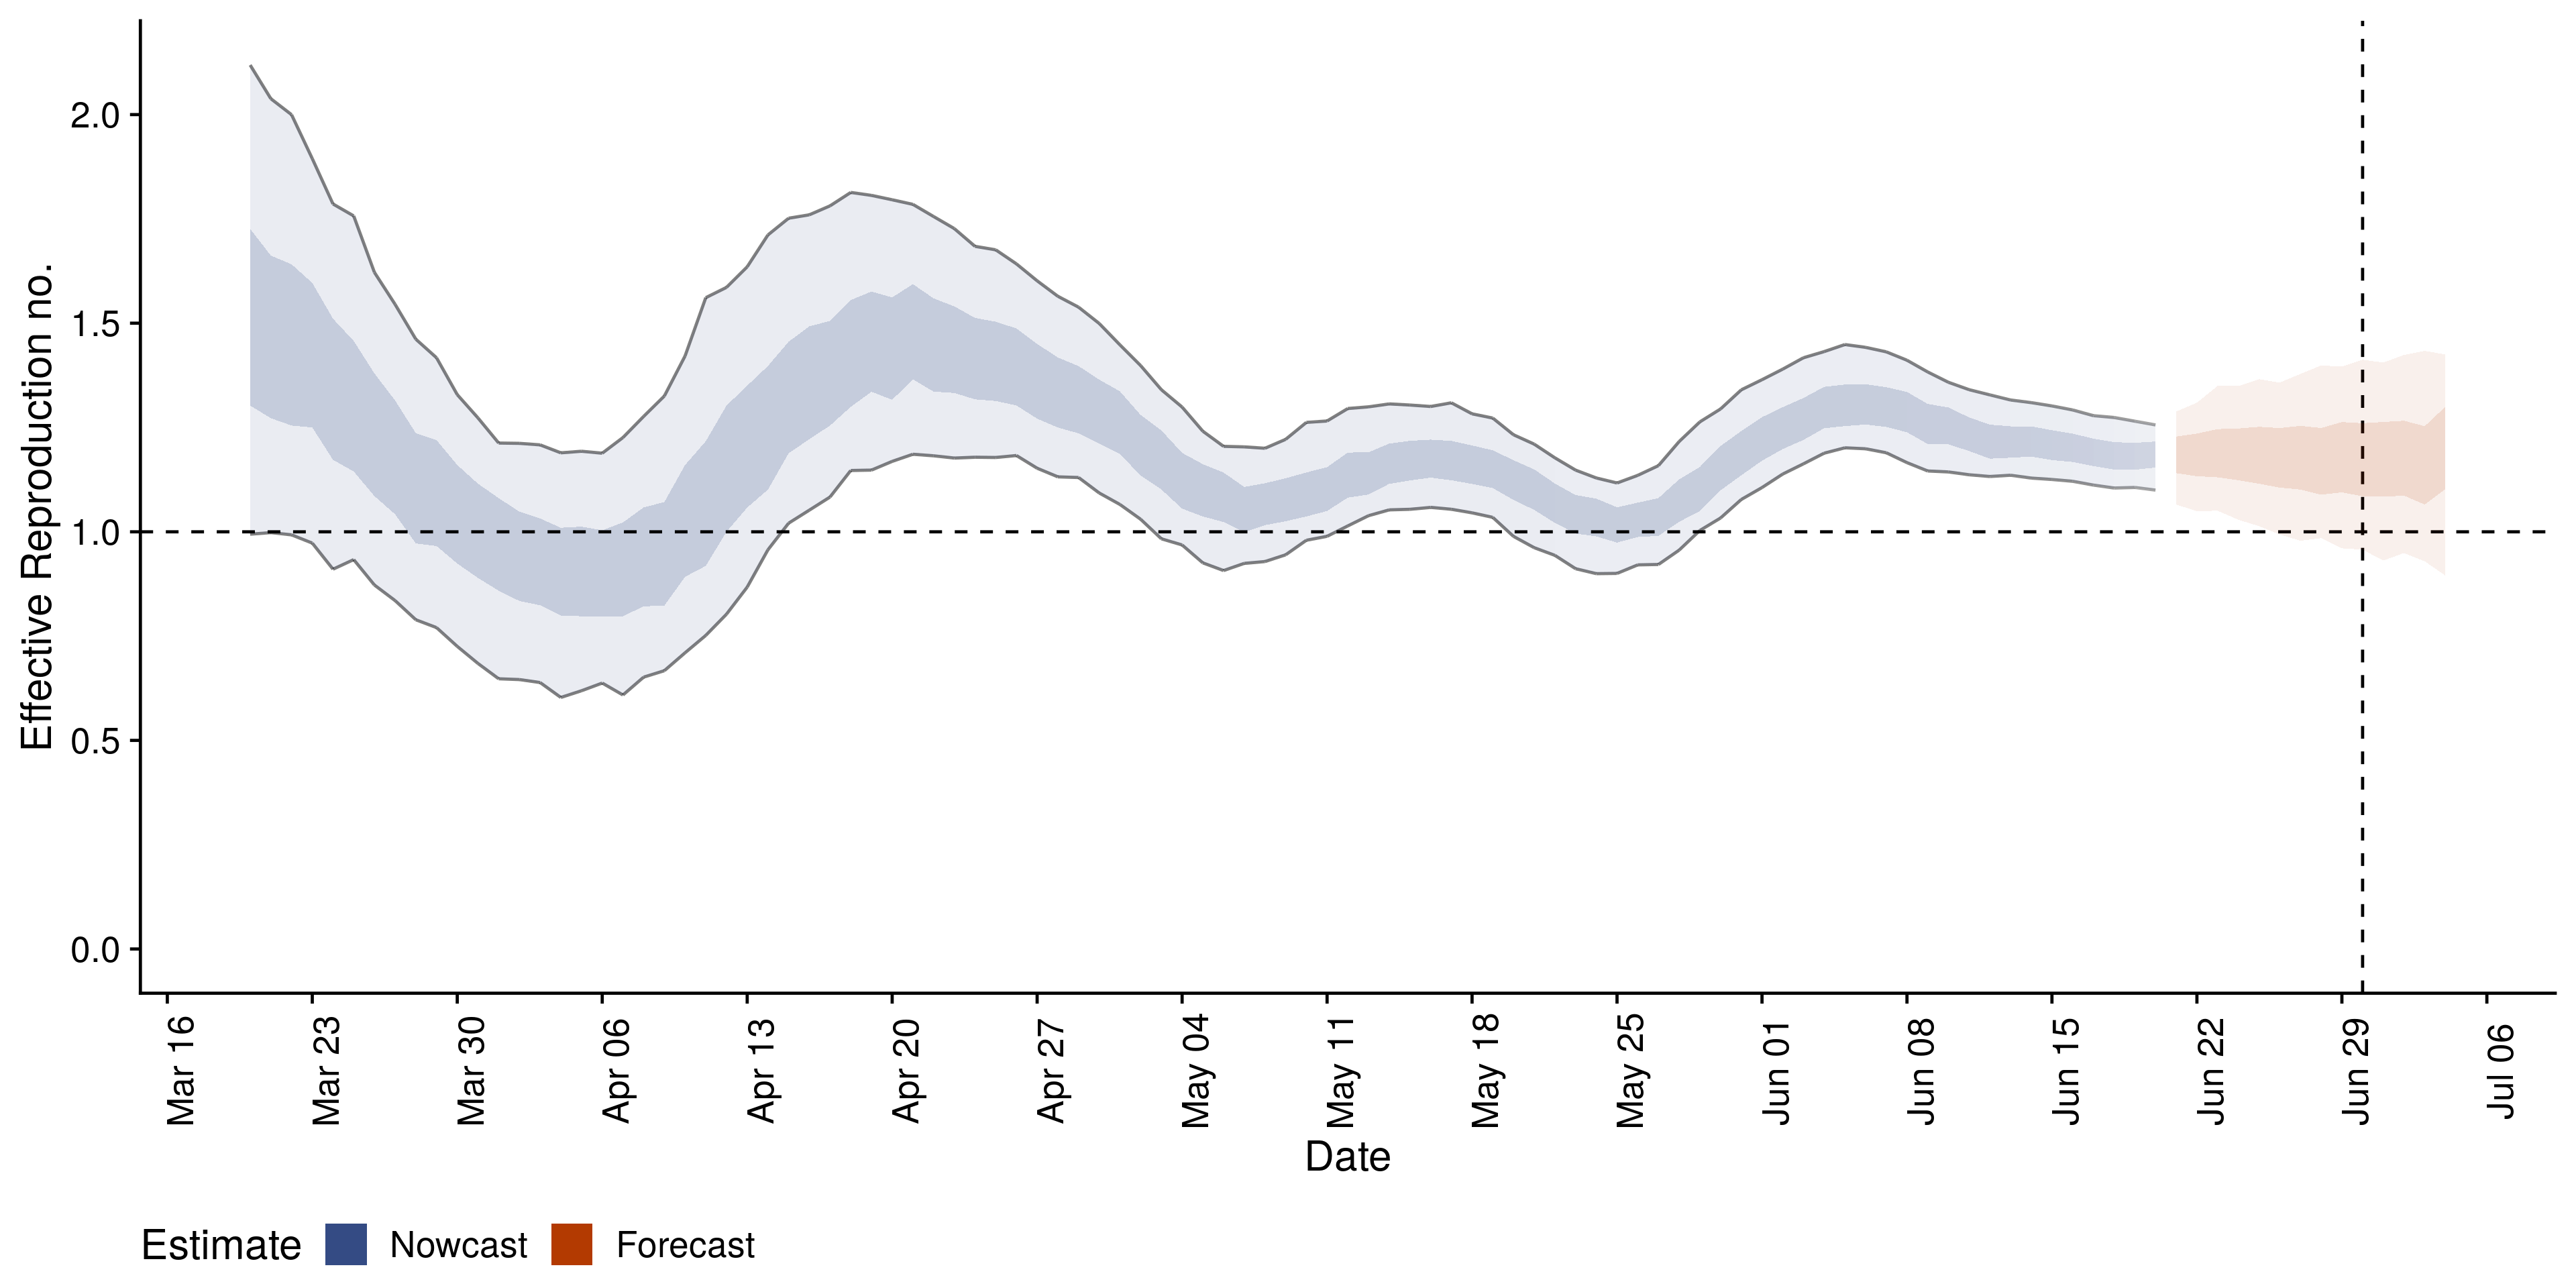 Effective Reproduction no.
2.0
1.5
1.0
0.5
0.0
Mar 16
Mar 23
Mar 30
Apr 06
Apr 13
Apr 20
Apr 27
May 04
May 11
May 18
May 25
Jun 01
Jun 08
Jun 15
Jun 22
Jun 29
Jul 06
Date
Estimate Nowcast Forecast